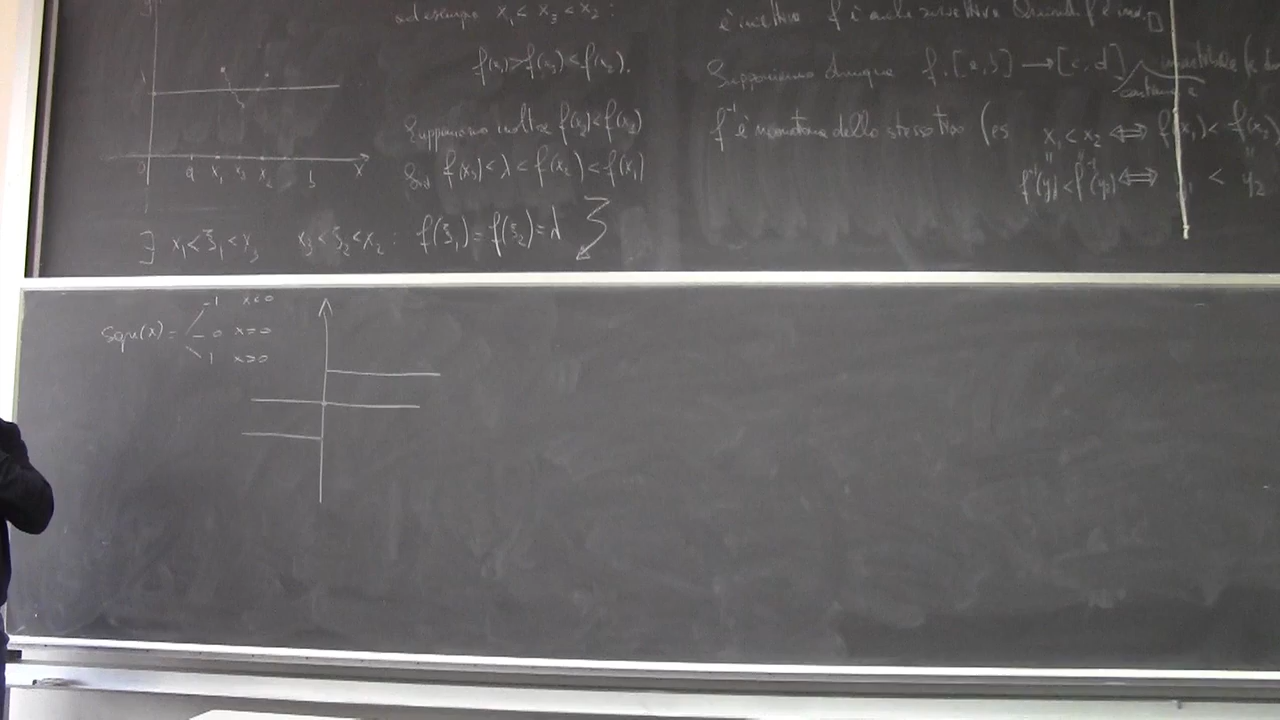 y
λ
0 a x₁ x₃ x₂ b x
ad esempio x₁ < x₃ < x₂ :
f(x₁) > f(x₃) < f(x₂).
Supponiamo inoltre f(x₂) < f(x₁)
Sia f(x₃) < λ < f(x₂) < f(x₁)
∃ x₁ < ξ₁ < x₃ x₃ < ξ₂ < x₂ : f(ξ₁) = f(ξ₂) = λ
è iniettiva f è anche suriettiva Quindi f è inv. □
Supponiamo dunque f: [a, b] → [c, d]
continua e
f⁻¹ è monotona dello stesso tipo (es x₁ < x₂ ⇔ f(x₁) < f(x₂)
f⁻¹(y₁) < f⁻¹(y₂) ⇔ y₁ < y₂
sgn(x) =
-1 x<0
0 x=0
1 x>0